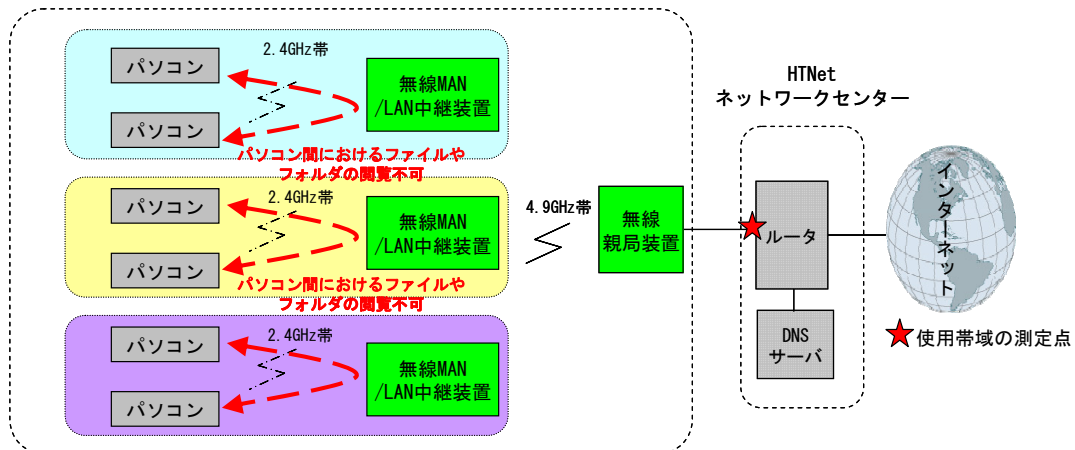 2.4GHz帯
パソコン
パソコン
無線MAN
/LAN中継装置
パソコン間におけるファイルや
フォルダの閲覧不可
2.4GHz帯
パソコン
パソコン
無線MAN
/LAN中継装置
パソコン間におけるファイルや
フォルダの閲覧不可
2.4GHz帯
パソコン
パソコン
無線MAN
/LAN中継装置
4.9GHz帯
無線
親局装置
HTNet
ネットワークセンター
ルータ
DNS
サーバ
インターネット
使用帯域の測定点